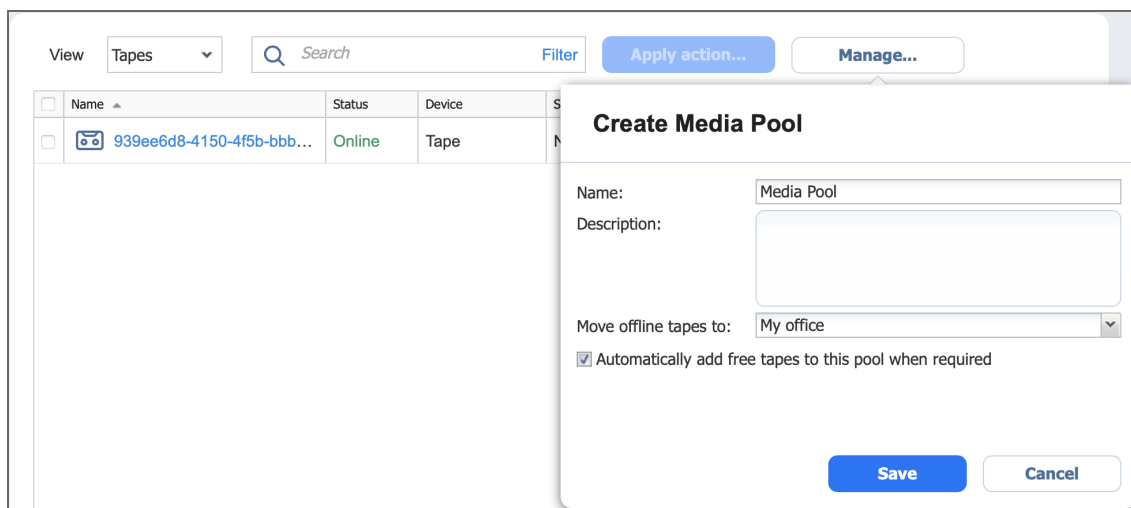 View Tapes Search Filter Apply action... Manage...
Name Status Device S
939ee6d8-4150-4f5b-bbb... Online Tape N
Create Media Pool
Name: Media Pool
Description:
Move offline tapes to: My office
Automatically add free tapes to this pool when required
Save Cancel